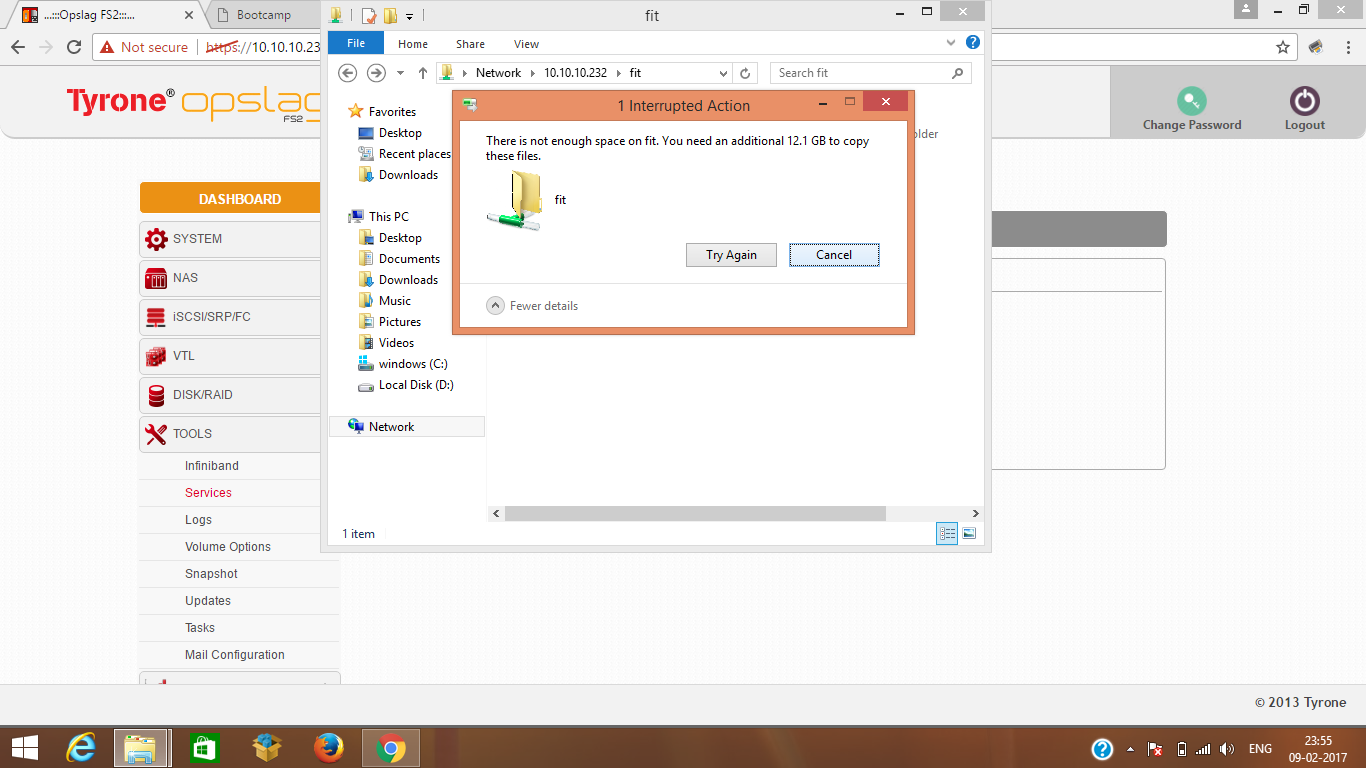 ...:::Opslag FS2:::...
Bootcamp
Not secure
https://10.10.10.23
Tyrone® opslag
FS2
Change Password
Logout
DASHBOARD
SYSTEM
NAS
iSCSI/SRP/FC
VTL
DISK/RAID
TOOLS
Infiniband
Services
Logs
Volume Options
Snapshot
Updates
Tasks
Mail Configuration
fit
File
Home
Share
View
Network
10.10.10.232
fit
Search fit
Favorites
Desktop
Recent places
Downloads
This PC
Desktop
Documents
Downloads
Music
Pictures
Videos
windows (C:)
Local Disk (D:)
Network
older
1 item
1 Interrupted Action
There is not enough space on fit. You need an additional 12.1 GB to copy
these files.
fit
Try Again
Cancel
Fewer details
© 2013 Tyrone
ENG
23:55
09-02-2017